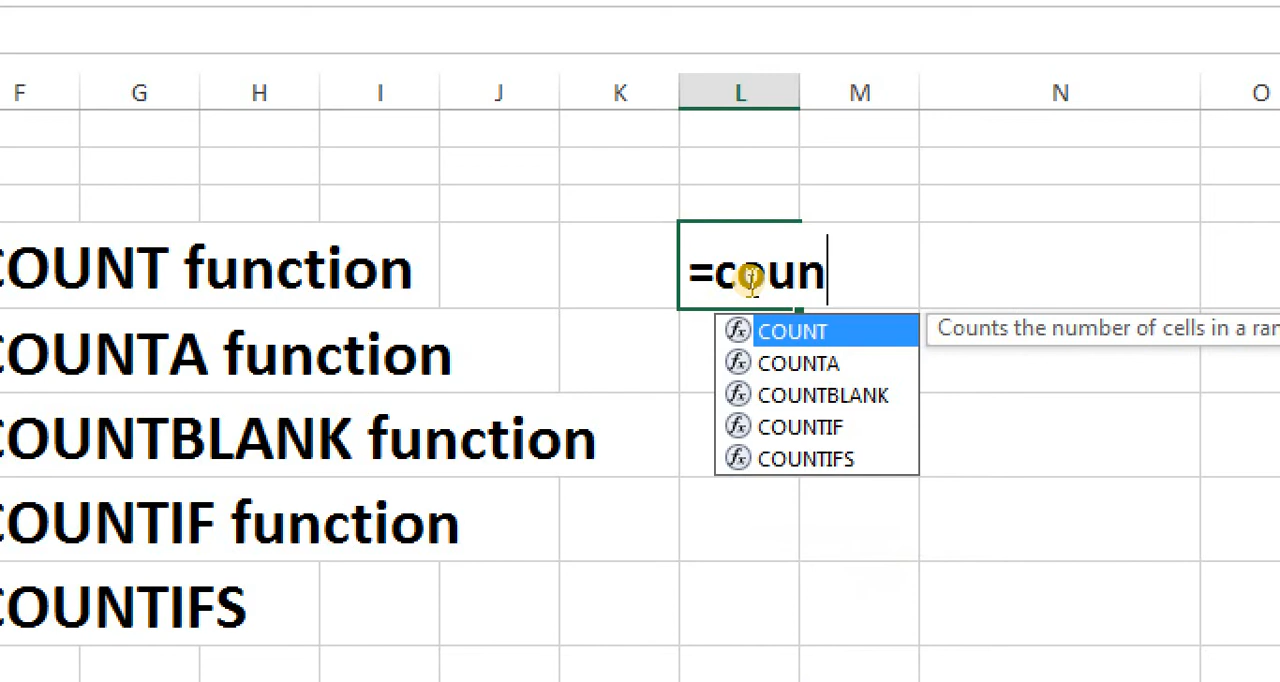 F G H I J K L M N O
COUNT function
=coun
COUNT
Counts the number of cells in a ran
COUNTA
COUNTBLANK
COUNTIF
COUNTIFS
COUNTA function
COUNTBLANK function
COUNTIF function
COUNTIFS